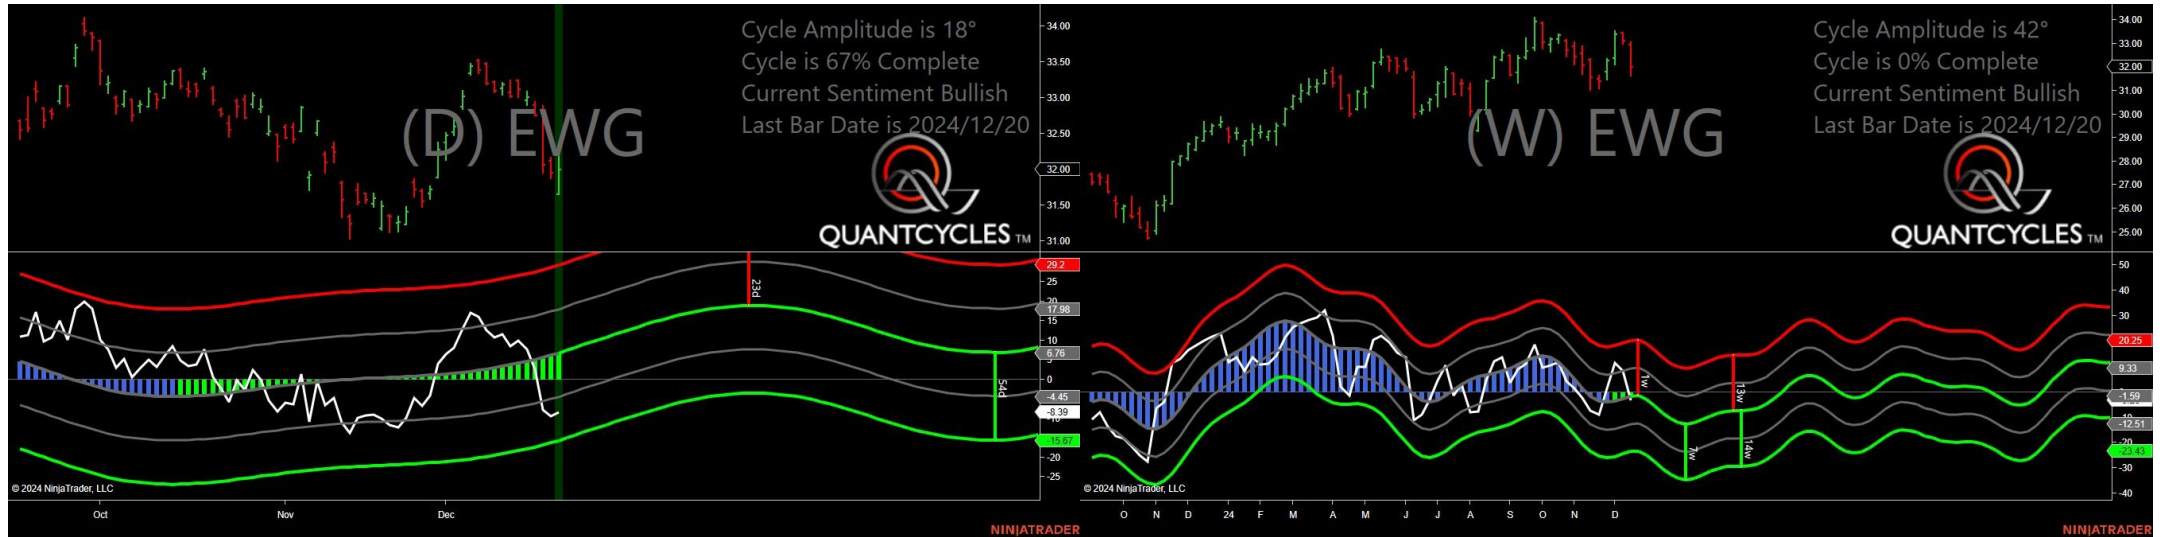 Cycle Amplitude is 18°
Cycle is 67% Complete
Current Sentiment Bullish
Last Bar Date is 2024/12/20
(D) EWG
QUANTCYCLES TM
34.00
33.50
33.00
32.50
32.00
31.50
31.00
29.2
25
20
17.98
15
10
6.76
5
0
-4.45
-8.39
-15.67
-20
-25
23d
54d
© 2024 NinjaTrader, LLC
Oct
Nov
Dec
NINJATRADER
Cycle Amplitude is 42°
Cycle is 0% Complete
Current Sentiment Bullish
Last Bar Date is 2024/12/20
(W) EWG
QUANTCYCLES TM
34.00
33.00
32.00
31.00
30.00
29.00
28.00
27.00
26.00
25.00
50
40
30
20.25
9.33
-1.59
-12.51
-20
-23.43
-30
-40
1w
13w
7w
14w
© 2024 NinjaTrader, LLC
O N D 24 F M A M J J A S O N D
NINJATRADER